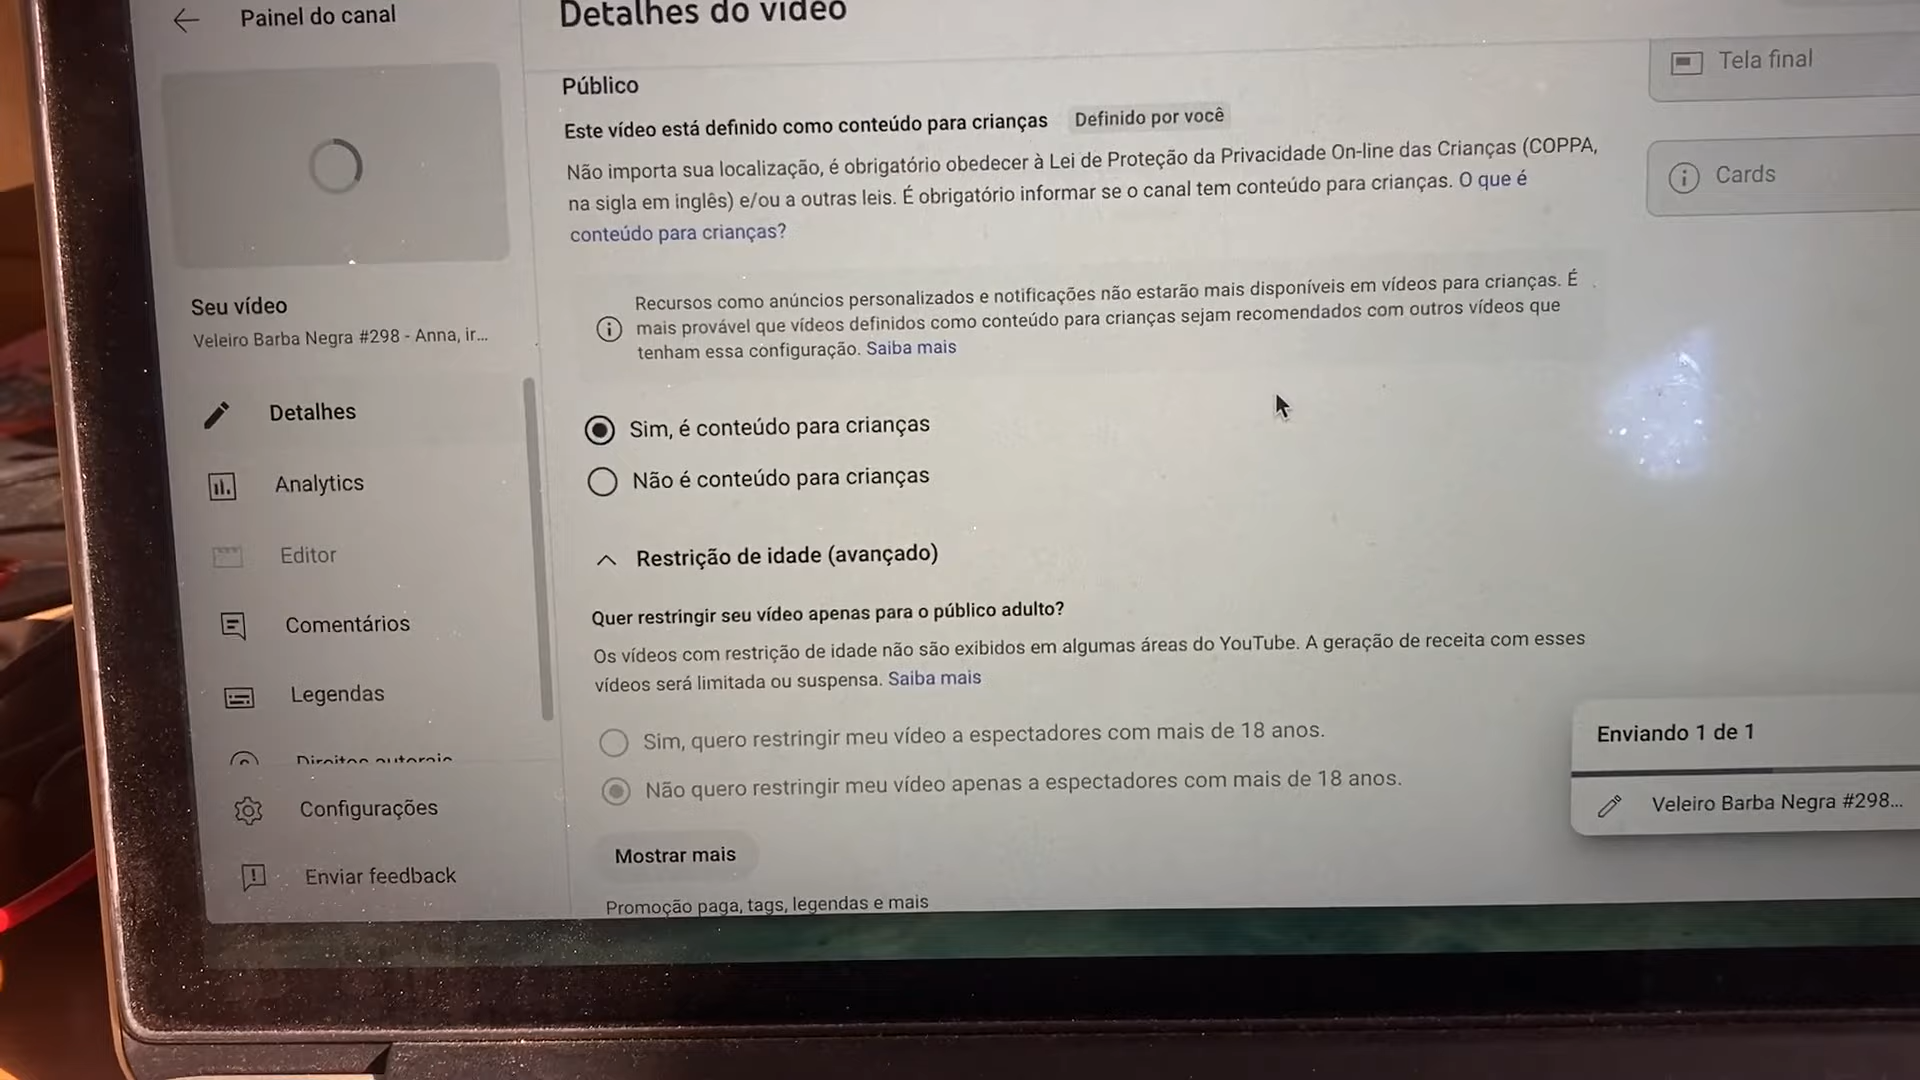 Painel do canal
Detalhes do vídeo
Público
Tela final
Este vídeo está definido como conteúdo para crianças
Definido por você
Não importa sua localização, é obrigatório obedecer à Lei de Proteção da Privacidade On-line das Crianças (COPPA,
na sigla em inglês) e/ou a outras leis. É obrigatório informar se o canal tem conteúdo para crianças. O que é
conteúdo para crianças?
Cards
Recursos como anúncios personalizados e notificações não estarão mais disponíveis em vídeos para crianças. É
mais provável que vídeos definidos como conteúdo para crianças sejam recomendados com outros vídeos que
tenham essa configuração. Saiba mais
Seu vídeo
Veleiro Barba Negra #298 - Anna, ir...
Detalhes
Analytics
Editor
Comentários
Legendas
Direitos autorais
Configurações
Enviar feedback
Sim, é conteúdo para crianças
Não é conteúdo para crianças
Restrição de idade (avançado)
Quer restringir seu vídeo apenas para o público adulto?
Os vídeos com restrição de idade não são exibidos em algumas áreas do YouTube. A geração de receita com esses
vídeos será limitada ou suspensa. Saiba mais
Sim, quero restringir meu vídeo a espectadores com mais de 18 anos.
Não quero restringir meu vídeo apenas a espectadores com mais de 18 anos.
Mostrar mais
Promoção paga, tags, legendas e mais
Enviando 1 de 1
Veleiro Barba Negra #298...